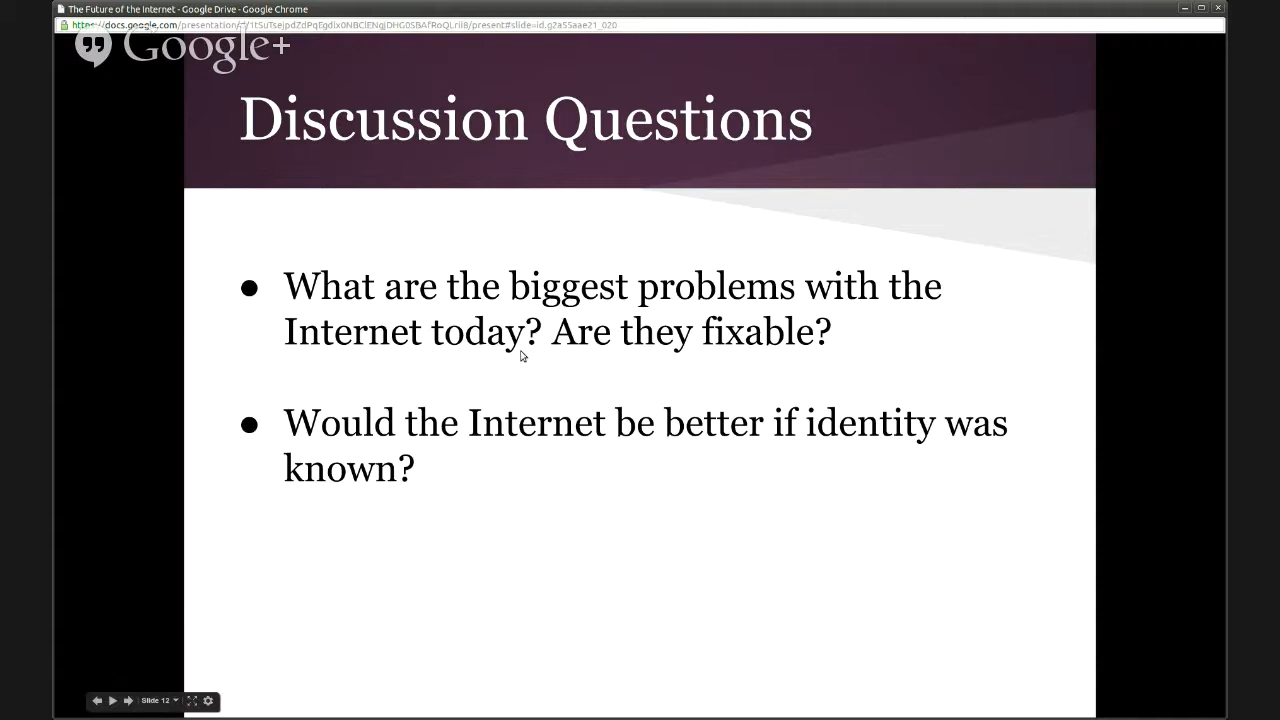 The Future of the Internet - Google Drive - Google Chrome
Google+
Discussion Questions
● What are the biggest problems with the
Internet today? Are they fixable?
● Would the Internet be better if identity was
known?
Slide 12